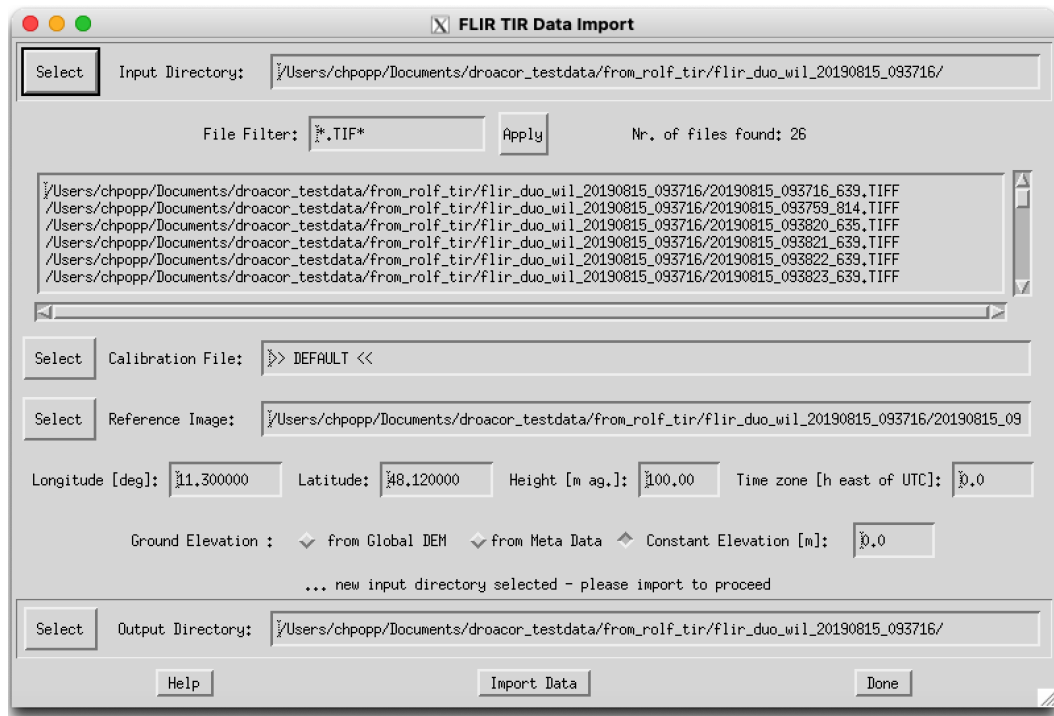 FLIR TIR Data Import
Select Input Directory: /Users/chpopp/Documents/droacor_testdata/from_rolf_tir/flir_duo_wil_20190815_093716/
File Filter: *.TIF* Apply Nr. of files found: 26
/Users/chpopp/Documents/droacor_testdata/from_rolf_tir/flir_duo_wil_20190815_093716/20190815_093716_639.TIFF
/Users/chpopp/Documents/droacor_testdata/from_rolf_tir/flir_duo_wil_20190815_093716/20190815_093759_814.TIFF
/Users/chpopp/Documents/droacor_testdata/from_rolf_tir/flir_duo_wil_20190815_093716/20190815_093820_635.TIFF
/Users/chpopp/Documents/droacor_testdata/from_rolf_tir/flir_duo_wil_20190815_093716/20190815_093821_639.TIFF
/Users/chpopp/Documents/droacor_testdata/from_rolf_tir/flir_duo_wil_20190815_093716/20190815_093822_639.TIFF
/Users/chpopp/Documents/droacor_testdata/from_rolf_tir/flir_duo_wil_20190815_093716/20190815_093823_639.TIFF
Select Calibration File: >> DEFAULT <<
Select Reference Image: /Users/chpopp/Documents/droacor_testdata/from_rolf_tir/flir_duo_wil_20190815_093716/20190815_09
Longitude [deg]: 11.300000 Latitude: 48.120000 Height [m ag.]: 100.00 Time zone [h east of UTC]: 0.0
Ground Elevation : from Global DEM from Meta Data Constant Elevation [m]: 0.0
... new input directory selected - please import to proceed
Select Output Directory: /Users/chpopp/Documents/droacor_testdata/from_rolf_tir/flir_duo_wil_20190815_093716/
Help Import Data Done